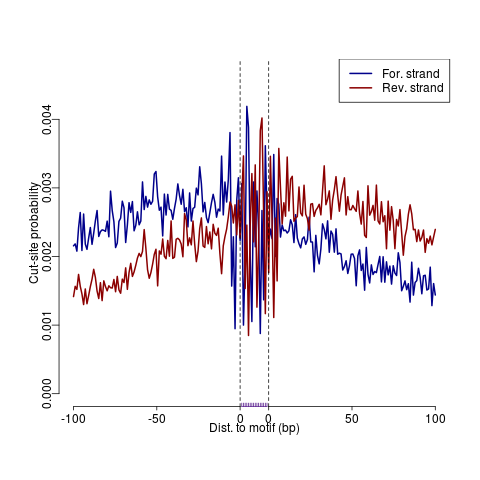 For. strand
Rev. strand
Cut-site probability
0.004
0.003
0.002
0.001
0.000
-100 -50 0 0 50 100
Dist. to motif (bp)